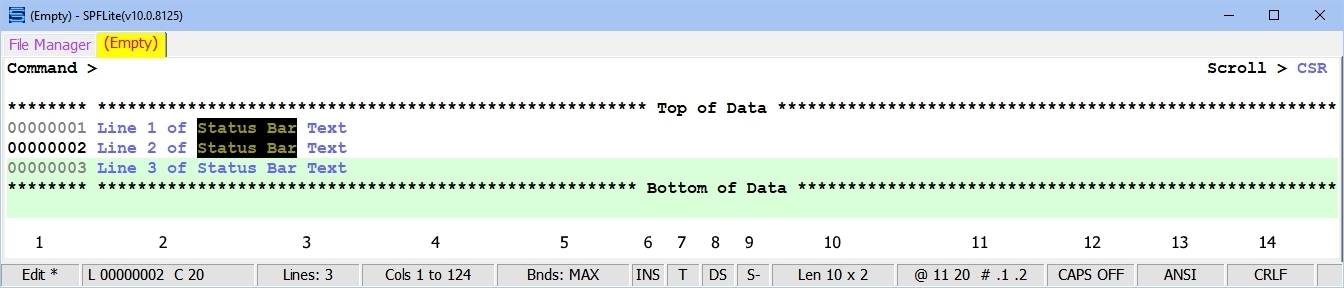 (Empty) - SPFLite(v10.0.8125)
File Manager (Empty)
Command > Scroll > CSR
******** ******************************************************* Top of Data ********************************************************
00000001 Line 1 of Status Bar Text
00000002 Line 2 of Status Bar Text
00000003 Line 3 of Status Bar Text
******** ****************************************************** Bottom of Data ******************************************************
1 2 3 4 5 6 7 8 9 10 11 12 13 14
Edit * L 00000002 C 20 Lines: 3 Cols 1 to 124 Bnds: MAX INS T DS S- Len 10 x 2 @ 11 20 # .1 .2 CAPS OFF ANSI CRLF